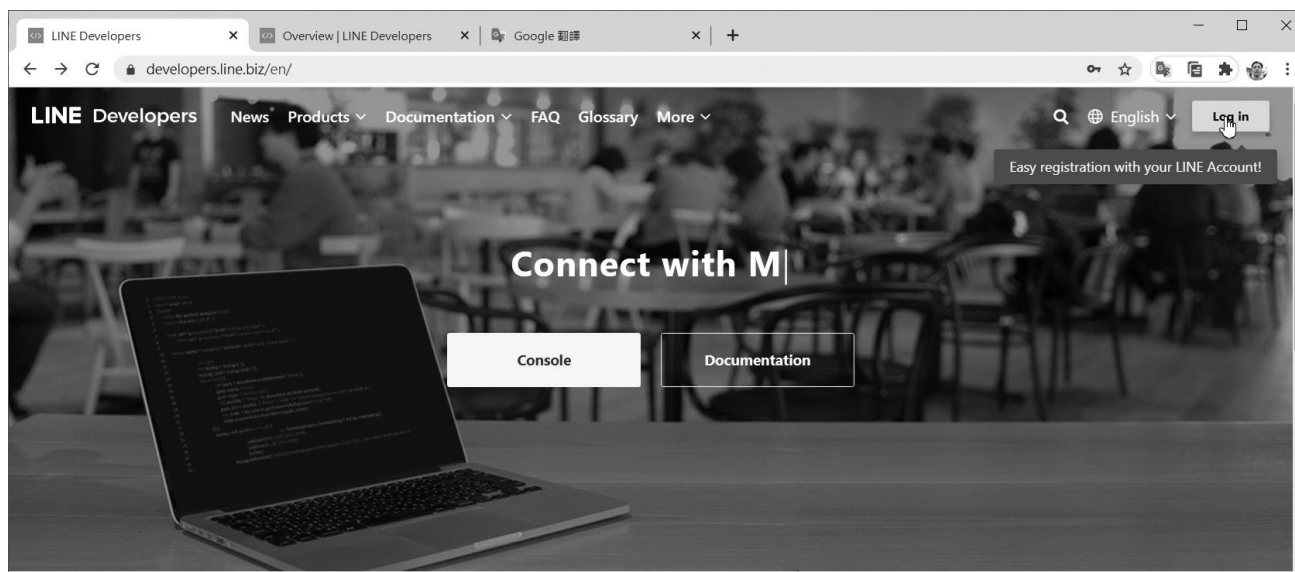 LINE Developers
Overview | LINE Developers
Google 翻譯
developers.line.biz/en/
LINE Developers News Products Documentation FAQ Glossary More English Log in
Easy registration with your LINE Account!
Connect with M
Console Documentation